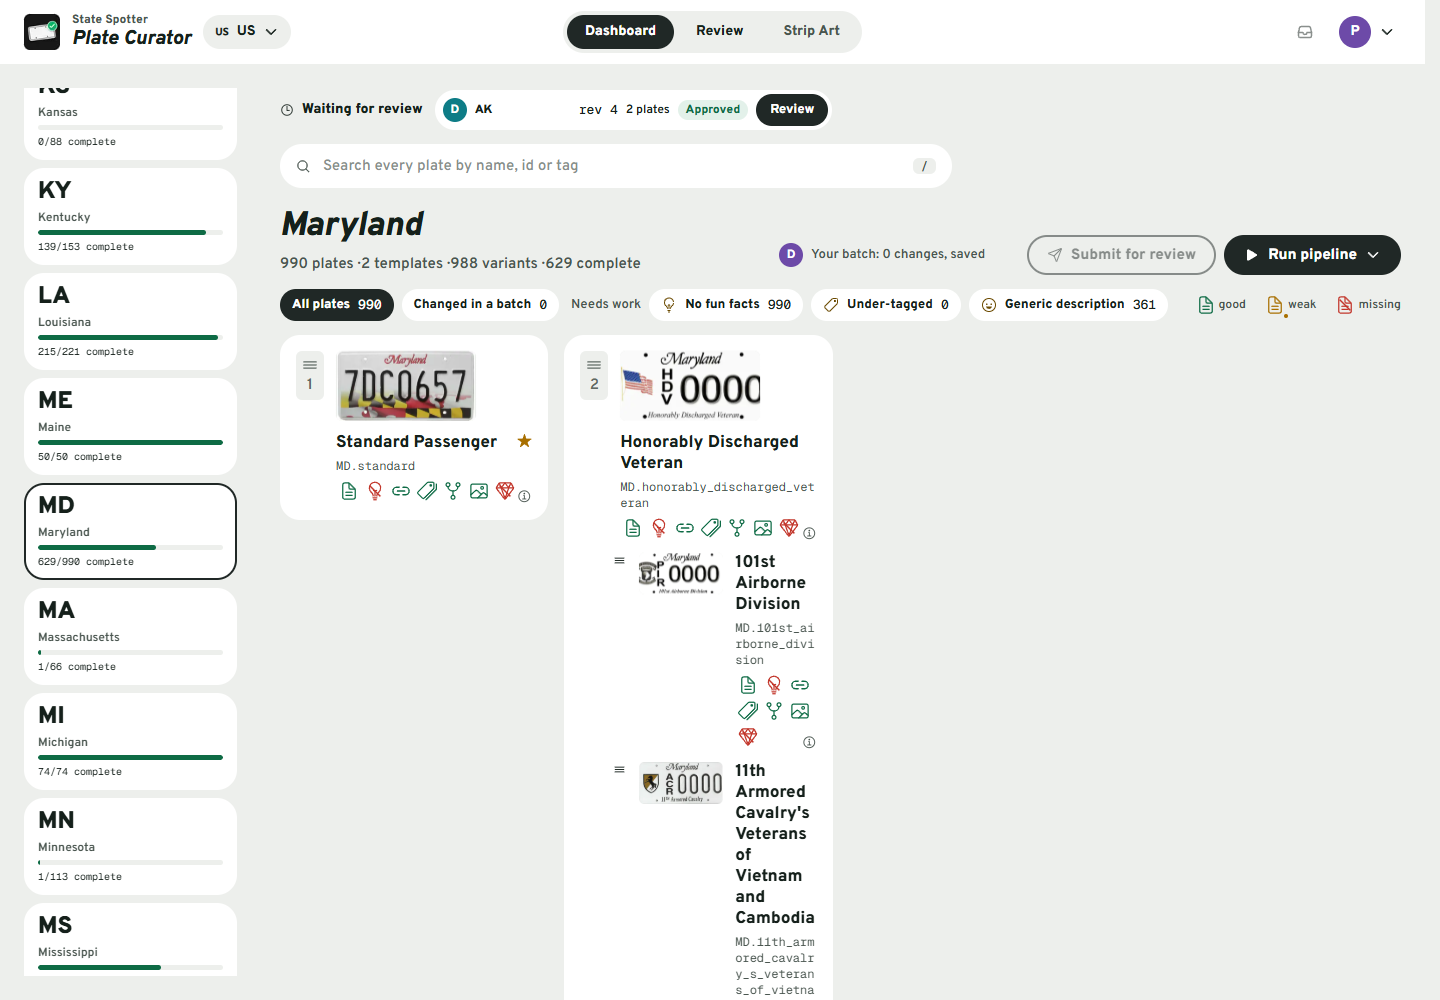 State Spotter
Plate Curator
US US
Dashboard
Review
Strip Art
P
Kansas
0/88 complete
KY
Kentucky
139/153 complete
LA
Louisiana
215/221 complete
ME
Maine
50/50 complete
MD
Maryland
629/990 complete
MA
Massachusetts
1/66 complete
MI
Michigan
74/74 complete
MN
Minnesota
1/113 complete
MS
Mississippi
Waiting for review
D AK rev 4 2 plates Approved Review
Search every plate by name, id or tag /
Maryland
990 plates ·2 templates ·988 variants ·629 complete
D Your batch: 0 changes, saved
Submit for review
Run pipeline
All plates 990
Changed in a batch 0
Needs work
No fun facts 990
Under-tagged 0
Generic description 361
good
weak
missing
1
Maryland
7DC0657
Standard Passenger
MD.standard
2
Maryland
HDV 0000
Honorably Discharged Veteran
Honorably Discharged
Veteran
MD.honorably_discharged_vet
eran
Maryland
PIR 0000
101st Airborne Division
101st
Airborne
Division
MD.101st_ai
rborne_divi
sion
Maryland
ACR 0000
11th Armored Cavalry
11th
Armored
Cavalry's
Veterans
of
Vietnam
and
Cambodia
MD.11th_arm
ored_cavalr
y_s_veteran
s_of_vietna